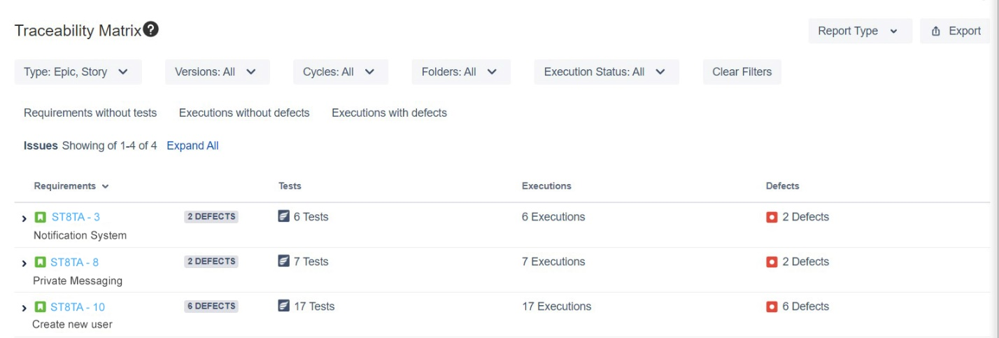 Traceability Matrix ?
Report Type
Export
Type: Epic, Story
Versions: All
Cycles: All
Folders: All
Execution Status: All
Clear Filters
Requirements without tests
Executions without defects
Executions with defects
Issues Showing of 1-4 of 4 Expand All
Requirements
Tests
Executions
Defects
ST8TA - 3
2 DEFECTS
6 Tests
6 Executions
2 Defects
Notification System
ST8TA - 8
2 DEFECTS
7 Tests
7 Executions
2 Defects
Private Messaging
ST8TA - 10
6 DEFECTS
17 Tests
17 Executions
6 Defects
Create new user